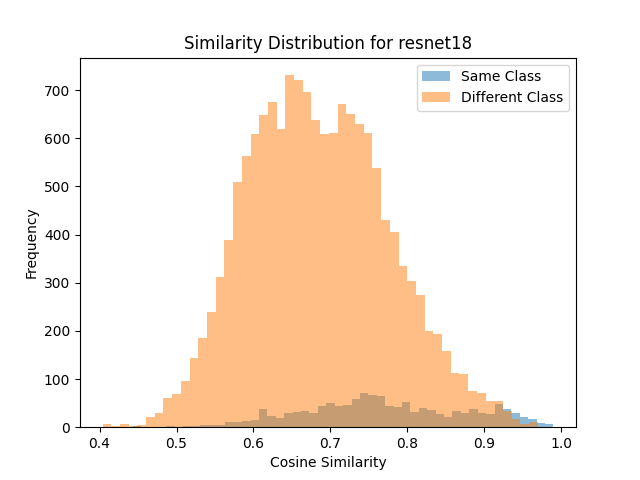 Similarity Distribution for resnet18
Same Class
Different Class
700
600
500
400
300
200
100
0
Frequency
0.4 0.5 0.6 0.7 0.8 0.9 1.0
Cosine Similarity